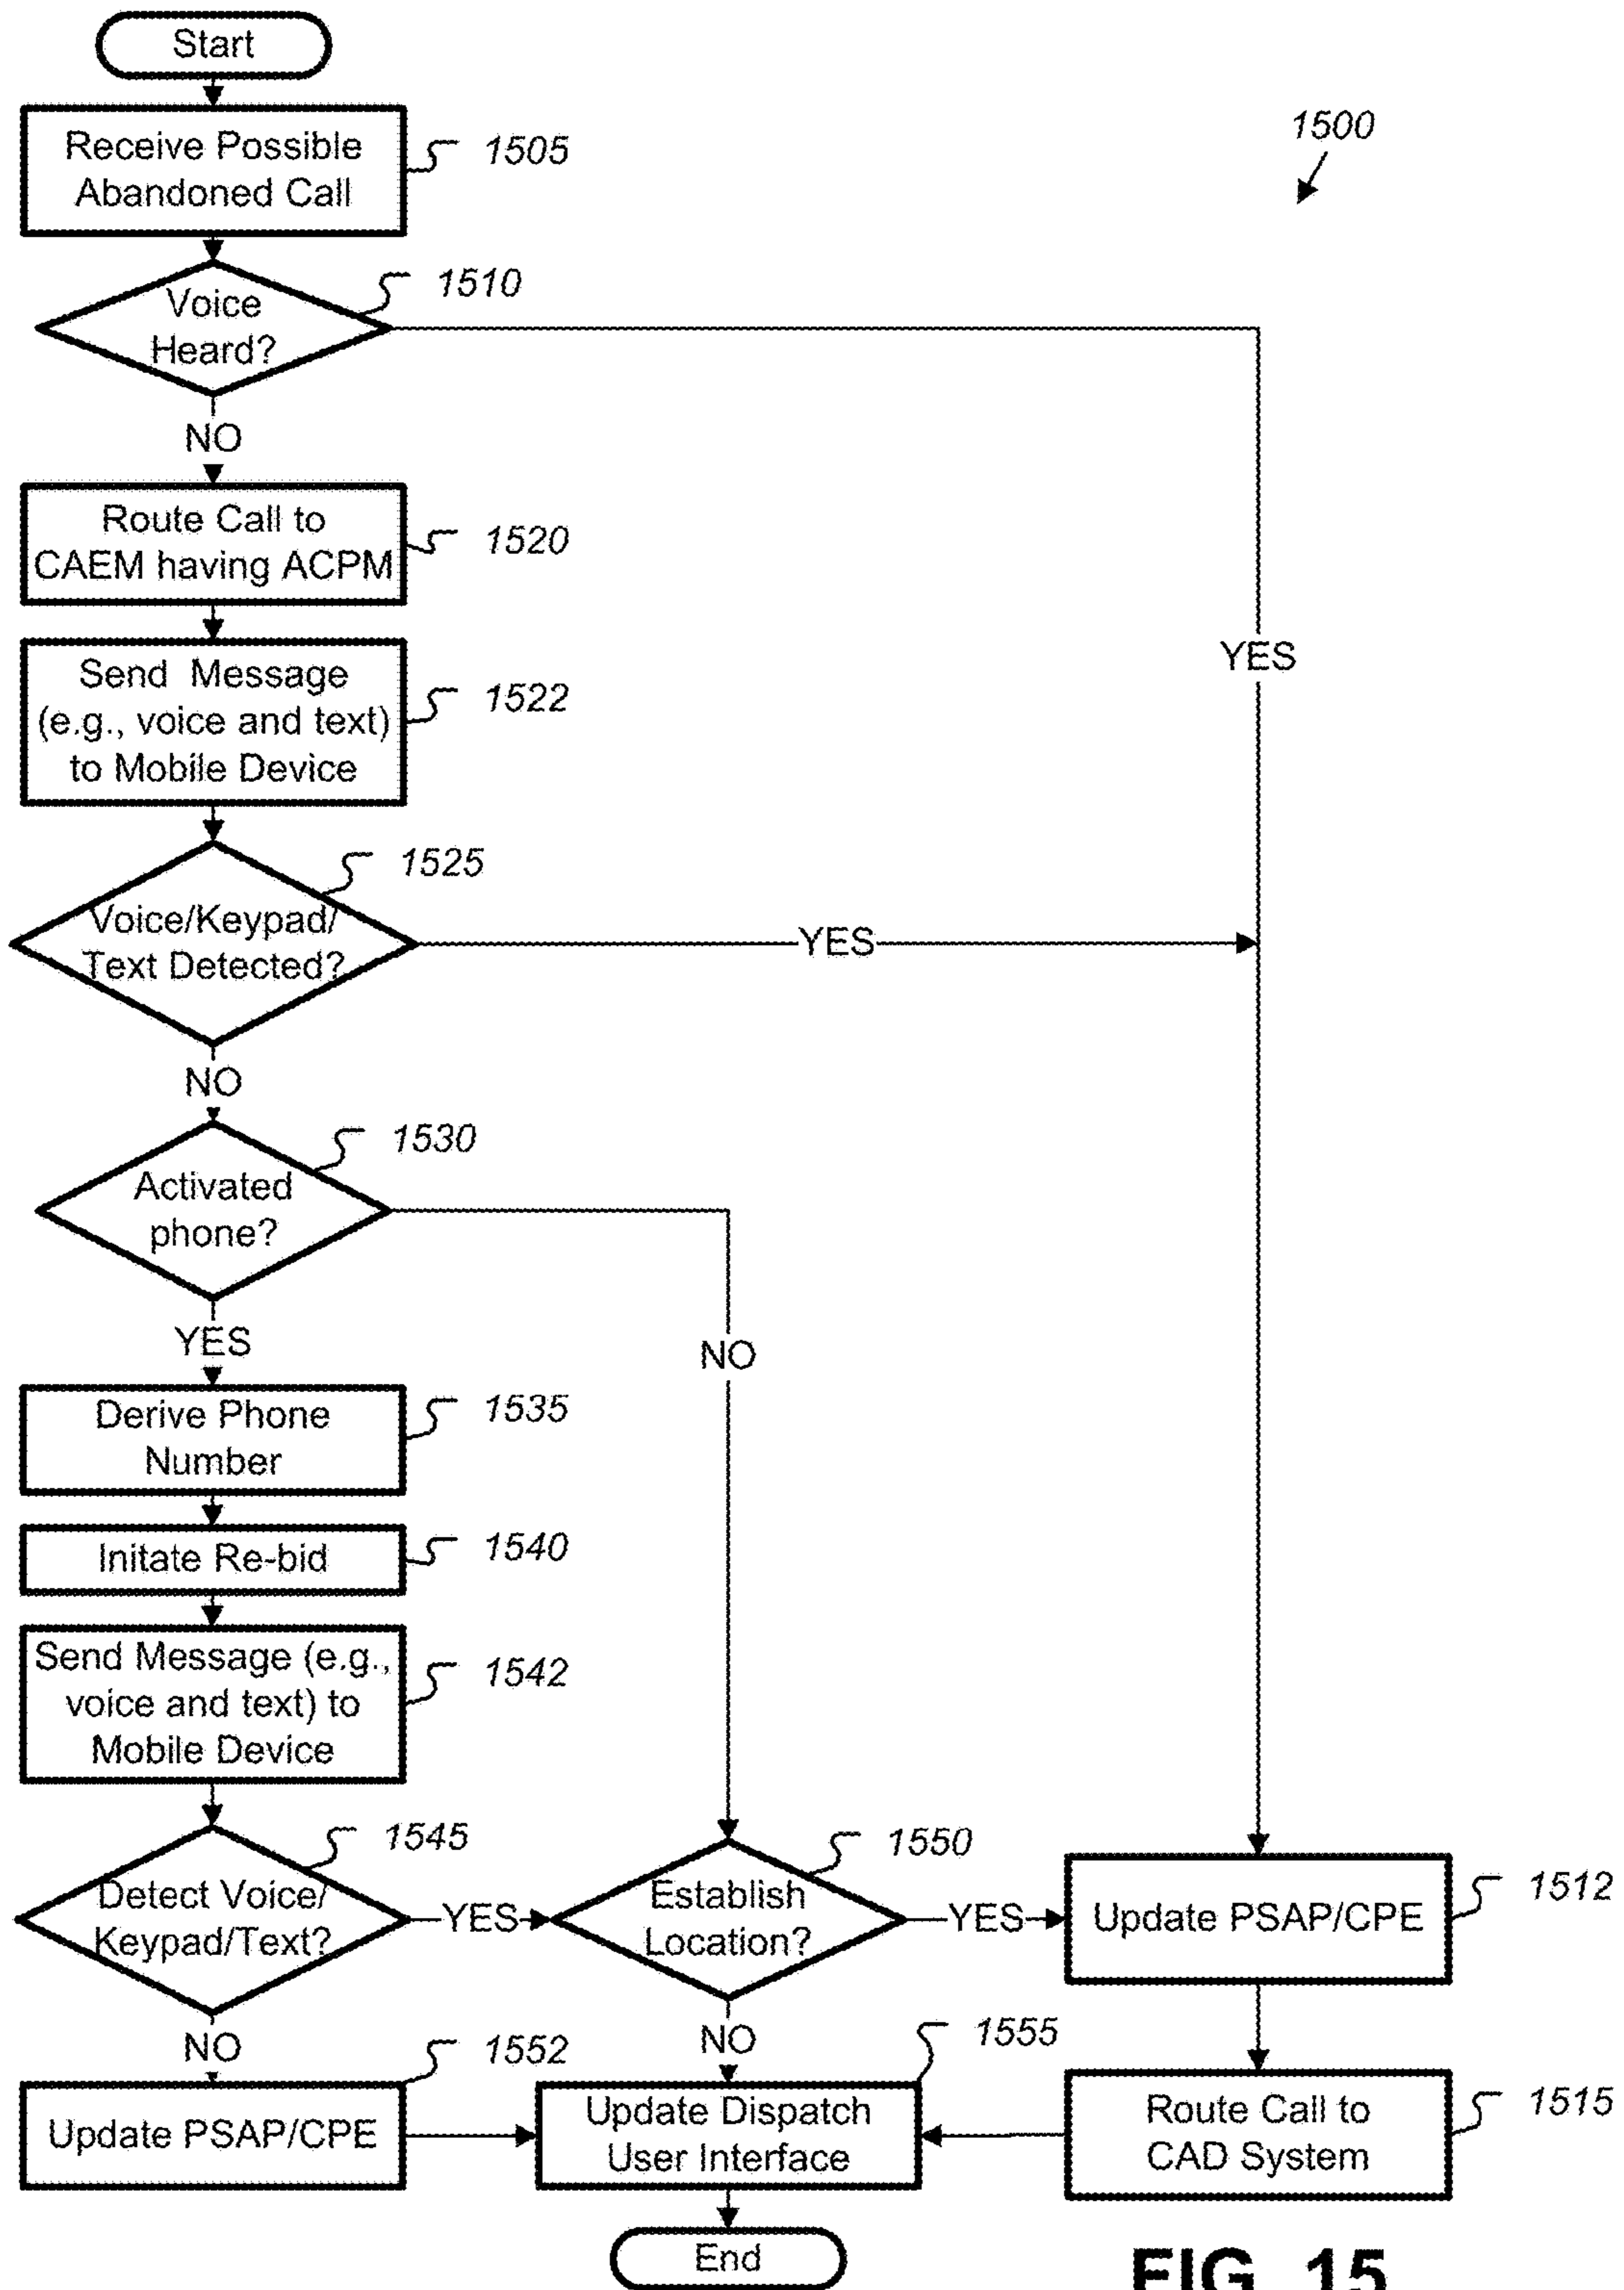 Start
Receive Possible
Abandoned Call
1505
1500
Voice
Heard?
1510
NO
YES
Route Call to
CAEM having ACPM
1520
Send Message
(e.g., voice and text)
to Mobile Device
1522
Voice/Keypad/
Text Detected?
1525
YES
NO
Activated
phone?
1530
YES
NO
Derive Phone
Number
1535
Initate Re-bid
1540
Send Message (e.g.,
voice and text) to
Mobile Device
1542
Detect Voice/
Keypad/Text?
1545
YES
Establish
Location?
1550
YES
Update PSAP/CPE
1512
NO
NO
Update PSAP/CPE
1552
Update Dispatch
User Interface
1555
Route Call to
CAD System
1515
End
FIG. 15